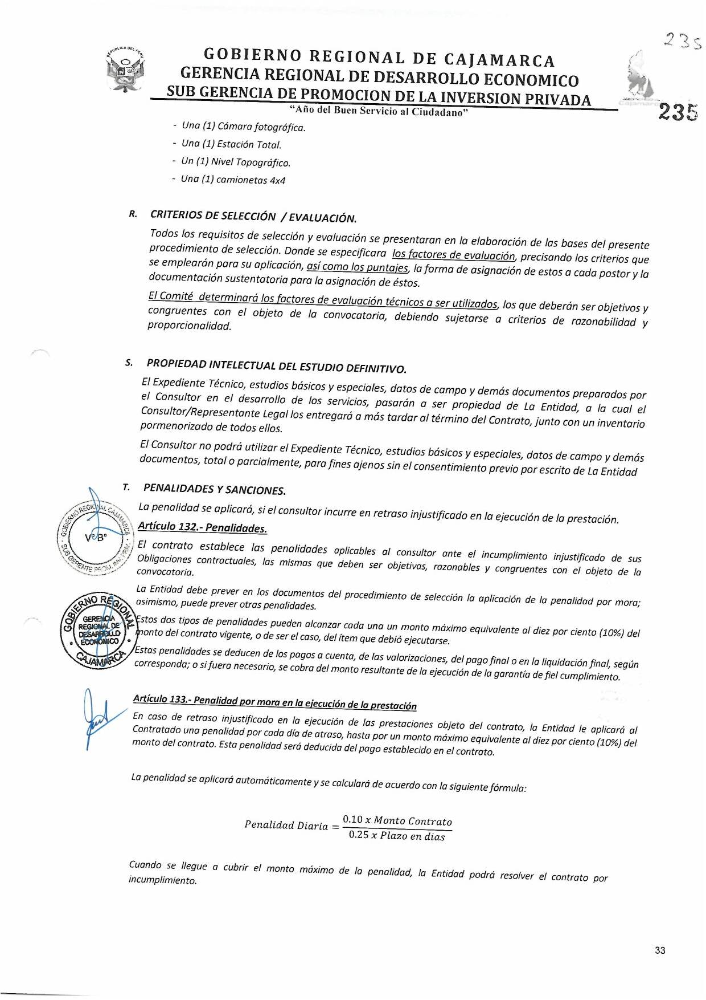 235
REPUBLICA DEL PERU
GOBIERNO REGIONAL DE CAJAMARCA
GERENCIA REGIONAL DE DESARROLLO ECONOMICO
SUB GERENCIA DE PROMOCION DE LA INVERSION PRIVADA
“Año del Buen Servicio al Ciudadano”
Cajamarca
235
- Una (1) Cámara fotográfica.
- Una (1) Estación Total.
- Un (1) Nivel Topográfico.
- Una (1) camionetas 4x4
R. CRITERIOS DE SELECCIÓN / EVALUACIÓN.
Todos los requisitos de selección y evaluación se presentaran en la elaboración de las bases del presente
procedimiento de selección. Donde se especificara los factores de evaluación, precisando los criterios que
se emplearán para su aplicación, así como los puntajes, la forma de asignación de estos a cada postor y la
documentación sustentatoria para la asignación de éstos.
El Comité determinará los factores de evaluación técnicos a ser utilizados, los que deberán ser objetivos y
congruentes con el objeto de la convocatoria, debiendo sujetarse a criterios de razonabilidad y
proporcionalidad.
S. PROPIEDAD INTELECTUAL DEL ESTUDIO DEFINITIVO.
El Expediente Técnico, estudios básicos y especiales, datos de campo y demás documentos preparados por
el Consultor en el desarrollo de los servicios, pasarán a ser propiedad de La Entidad, a la cual el
Consultor/Representante Legal los entregará a más tardar al término del Contrato, junto con un inventario
pormenorizado de todos ellos.
El Consultor no podrá utilizar el Expediente Técnico, estudios básicos y especiales, datos de campo y demás
documentos, total o parcialmente, para fines ajenos sin el consentimiento previo por escrito de La Entidad
T. PENALIDADES Y SANCIONES.
La penalidad se aplicará, si el consultor incurre en retraso injustificado en la ejecución de la prestación.
Artículo 132.- Penalidades.
El contrato establece las penalidades aplicables al consultor ante el incumplimiento injustificado de sus
Obligaciones contractuales, las mismas que deben ser objetivas, razonables y congruentes con el objeto de la
convocatoria.
La Entidad debe prever en los documentos del procedimiento de selección la aplicación de la penalidad por mora;
asimismo, puede prever otras penalidades.
Estos dos tipos de penalidades pueden alcanzar cada una un monto máximo equivalente al diez por ciento (10%) del
monto del contrato vigente, o de ser el caso, del ítem que debió ejecutarse.
Estas penalidades se deducen de los pagos a cuenta, de las valorizaciones, del pago final o en la liquidación final, según
corresponda; o si fuera necesario, se cobra del monto resultante de la ejecución de la garantía de fiel cumplimiento.
GOBIERNO REGIONAL CAJAMARCA
V°B°
SUB GERENTE PROM. INV. PRIV.
GOBIERNO REGIONAL
GERENCIA
REGIONAL DE
DESARROLLO
ECONOMICO
CAJAMARCA
Artículo 133.- Penalidad por mora en la ejecución de la prestación
En caso de retraso injustificado en la ejecución de las prestaciones objeto del contrato, la Entidad le aplicará al
Contratado una penalidad por cada día de atraso, hasta por un monto máximo equivalente al diez por ciento (10%) del
monto del contrato. Esta penalidad será deducida del pago establecido en el contrato.
La penalidad se aplicará automáticamente y se calculará de acuerdo con la siguiente fórmula:
Penalidad Diaria = 0.10 x Monto Contrato
0.25 x Plazo en dias
Cuando se llegue a cubrir el monto máximo de la penalidad, la Entidad podrá resolver el contrato por
incumplimiento.
33